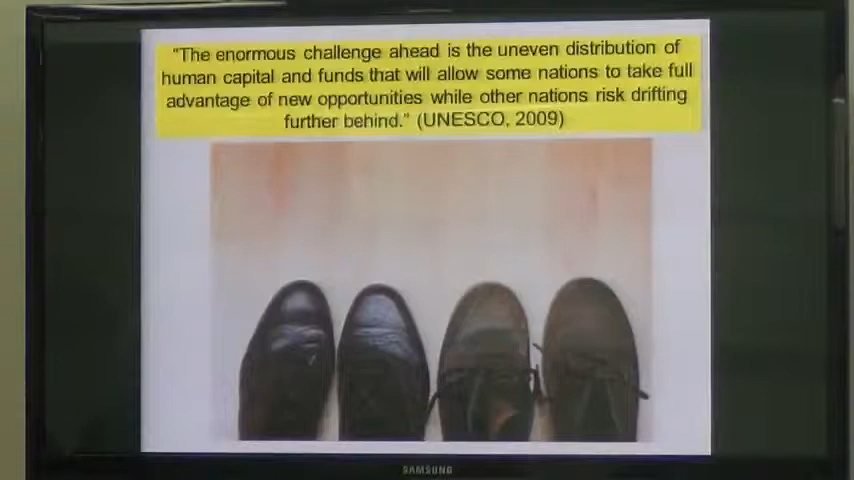 "The enormous challenge ahead is the uneven distribution of
human capital and funds that will allow some nations to take full
advantage of new opportunities while other nations risk drifting
further behind." (UNESCO, 2009)
SAMSUNG